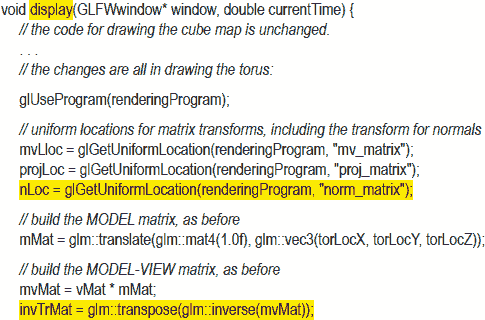 void display(GLFWwindow* window, double currentTime) {
// the code for drawing the cube map is unchanged.
. . .
// the changes are all in drawing the torus:
glUseProgram(renderingProgram);
// uniform locations for matrix transforms, including the transform for normals
mvLloc = glGetUniformLocation(renderingProgram, "mv_matrix");
projLoc = glGetUniformLocation(renderingProgram, "proj_matrix");
nLoc = glGetUniformLocation(renderingProgram, "norm_matrix");
// build the MODEL matrix, as before
mMat = glm::translate(glm::mat4(1.0f), glm::vec3(torLocX, torLocY, torLocZ));
// build the MODEL-VIEW matrix, as before
mvMat = vMat * mMat;
invTrMat = glm::transpose(glm::inverse(mvMat));